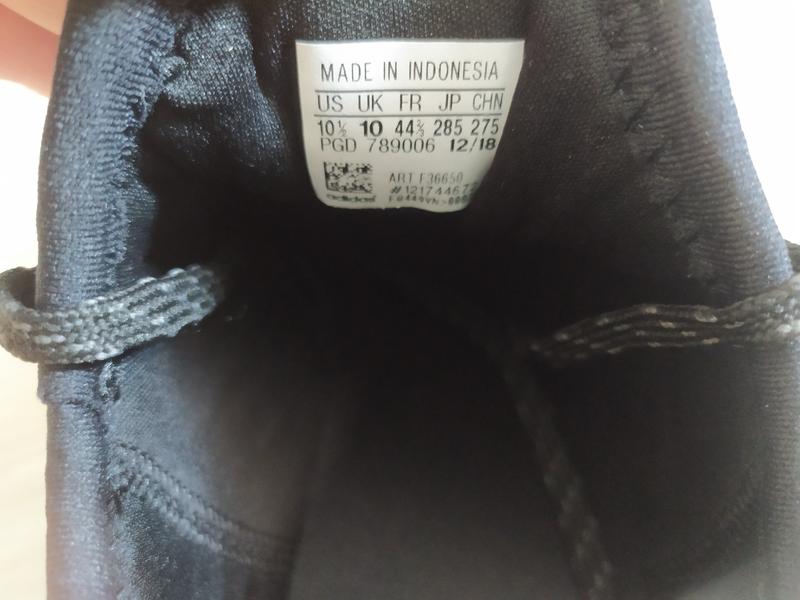 MADE IN INDONESIA
US UK FR JP CHN
10½ 10 44⅔ 285 275
PGD 789006 12/18
ART F36650
adidas